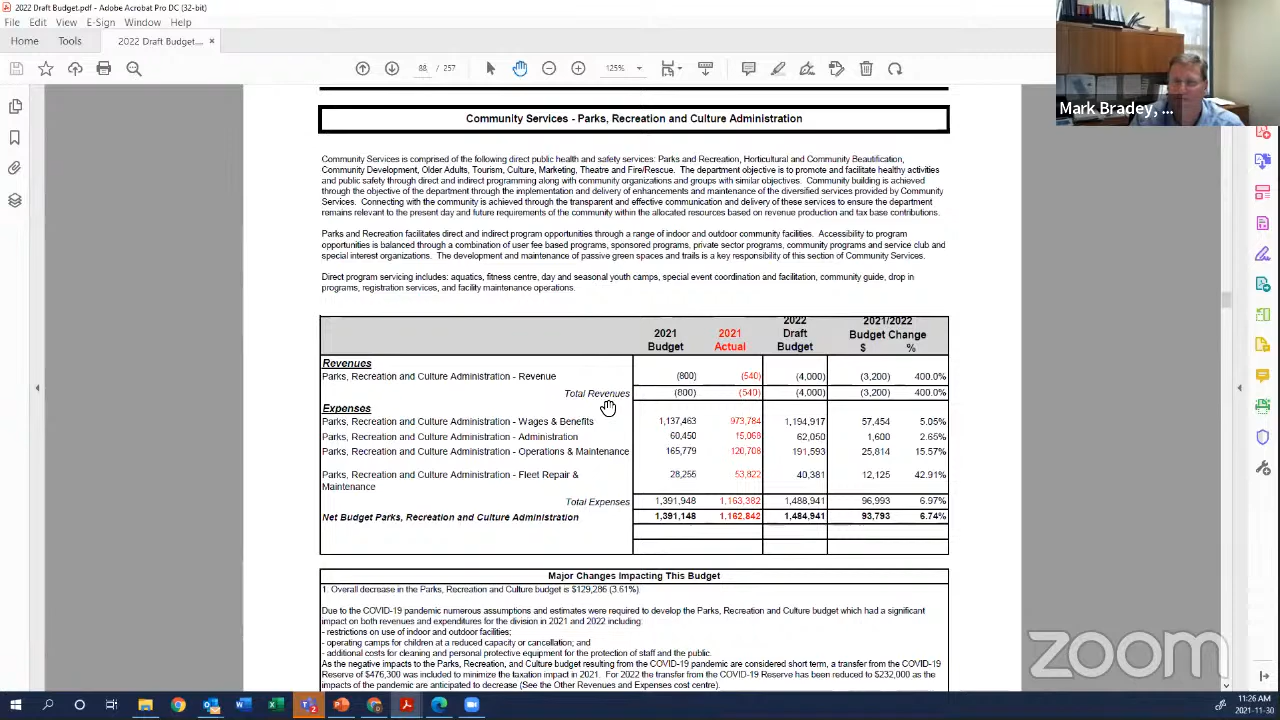 2022 Draft Budget.pdf - Adobe Acrobat Pro DC (32-bit)
File Edit View E-Sign Window Help
Home Tools 2022 Draft Budget... ×
88 / 257 125%
Mark Bradey, ...
Community Services - Parks, Recreation and Culture Administration
Community Services is comprised of the following direct public health and safety services: Parks and Recreation, Horticultural and Community Beautification,
Community Development, Older Adults, Tourism, Culture, Marketing, Theatre and Fire/Rescue. The department objective is to promote and facilitate healthy activities
and public safety through direct and indirect programming along with community organizations and groups with similar objectives. Community building is achieved
through the objective of the department through the implementation and delivery of enhancements and maintenance of the diversified services provided by Community
Services. Connecting with the community is achieved through the transparent and effective communication and delivery of these services to ensure the department
remains relevant to the present day and future requirements of the community within the allocated resources based on revenue production and tax base contributions.
Parks and Recreation facilitates direct and indirect program opportunities through a range of indoor and outdoor community facilities. Accessibility to program
opportunities is balanced through a combination of user fee based programs, sponsored programs, private sector programs, community programs and service club and
special interest organizations. The development and maintenance of passive green spaces and trails is a key responsibility of this section of Community Services.
Direct program servicing includes: aquatics, fitness centre, day and seasonal youth camps, special event coordination and facilitation, community guide, drop in
programs, registration services, and facility maintenance operations.
2022 2021/2022
2021 2021 Draft Budget Change
Budget Actual Budget $ %
Revenues
Parks, Recreation and Culture Administration - Revenue (800) (540) (4,000) (3,200) 400.0%
Total Revenues (800) (540) (4,000) (3,200) 400.0%
Expenses
Parks, Recreation and Culture Administration - Wages & Benefits 1,137,463 973,784 1,194,917 57,454 5.05%
Parks, Recreation and Culture Administration - Administration 60,450 15,068 62,050 1,600 2.65%
Parks, Recreation and Culture Administration - Operations & Maintenance 165,779 120,708 191,593 25,814 15.57%
Parks, Recreation and Culture Administration - Fleet Repair & 28,255 53,822 40,381 12,125 42.91%
Maintenance
Total Expenses 1,391,948 1,163,382 1,488,941 96,993 6.97%
Net Budget Parks, Recreation and Culture Administration 1,391,148 1,162,842 1,484,941 93,793 6.74%
Major Changes Impacting This Budget
1. Overall decrease in the Parks, Recreation and Culture budget is $129,286 (3.61%).
Due to the COVID-19 pandemic numerous assumptions and estimates were required to develop the Parks, Recreation and Culture budget which had a significant
impact on both revenues and expenditures for the division in 2021 and 2022 including:
- restrictions on use of indoor and outdoor facilities;
- operating camps for children at a reduced capacity or cancellation; and
- additional costs for cleaning and personal protective equipment for the protection of staff and the public.
As the negative impacts to the Parks, Recreation, and Culture budget resulting from the COVID-19 pandemic are considered short term, a transfer from the COVID-19
Reserve of $476,300 was included to minimize the taxation impact in 2021. For 2022 the transfer from the COVID-19 Reserve has been reduced to $232,000 as the
impacts of the pandemic are anticipated to decrease (See the Other Revenues and Expenses cost centre).
zoom
11:26 AM
2021-11-30